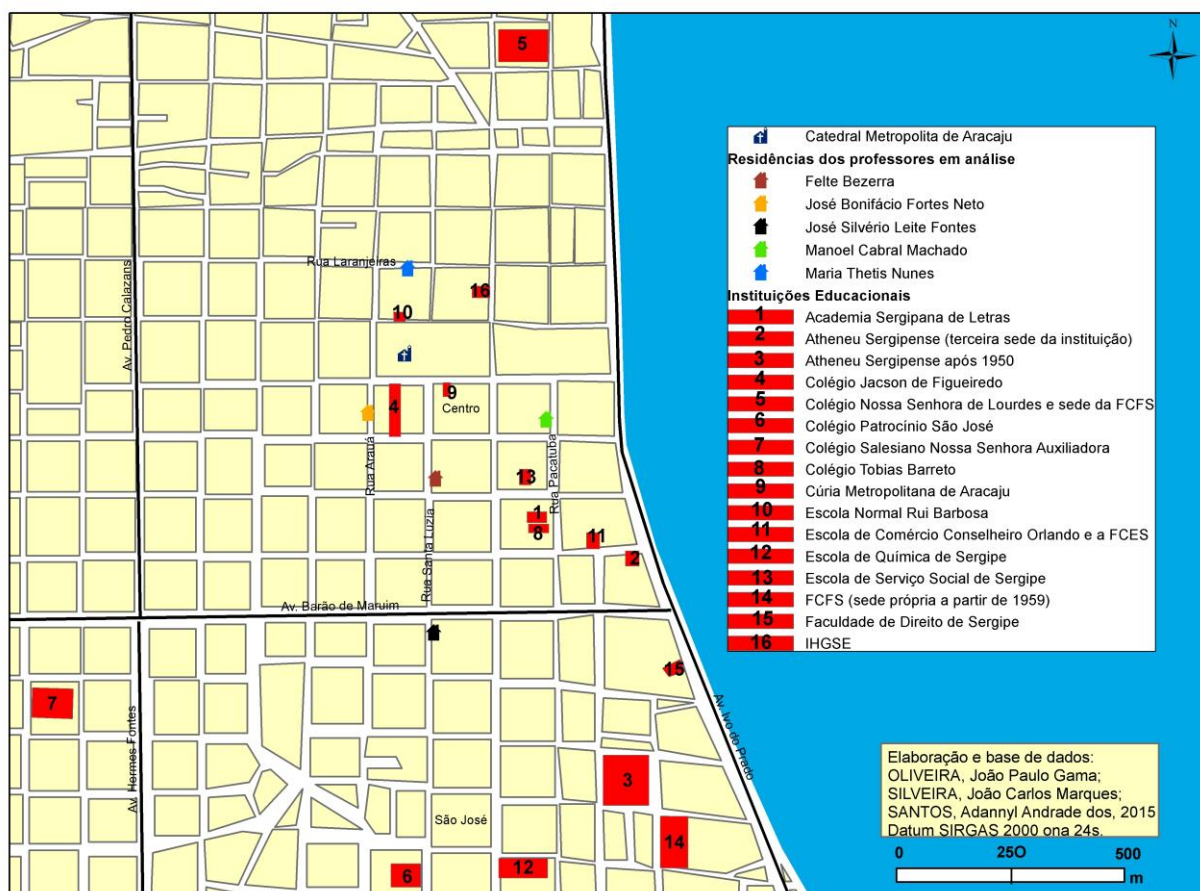 5
N
Catedral Metropolita de Aracaju
Residências dos professores em análise
Felte Bezerra
José Bonifácio Fortes Neto
José Silvério Leite Fontes
Manoel Cabral Machado
Maria Thetis Nunes
Instituições Educacionais
1 Academia Sergipana de Letras
2 Atheneu Sergipense (terceira sede da instituição)
3 Atheneu Sergipense após 1950
4 Colégio Jacson de Figueiredo
5 Colégio Nossa Senhora de Lourdes e sede da FCFS
6 Colégio Patrocínio São José
7 Colégio Salesiano Nossa Senhora Auxiliadora
8 Colégio Tobias Barreto
9 Cúria Metropolitana de Aracaju
10 Escola Normal Rui Barbosa
11 Escola de Comércio Conselheiro Orlando e a FCES
12 Escola de Química de Sergipe
13 Escola de Serviço Social de Sergipe
14 FCFS (sede própria a partir de 1959)
15 Faculdade de Direito de Sergipe
16 IHGSE
Rua Laranjeiras
16
10
Av. Pedro Calazans
9
4
Centro
Rua Arauá
Rua Pacatuba
13
1
8
11
2
Rua Santa Luzia
Av. Barão de Maruim
15
7
Av. Hermes Fontes
Av. Ivo do Prado
3
São José
14
6
12
Elaboração e base de dados:
OLIVEIRA, João Paulo Gama;
SILVEIRA, João Carlos Marques;
SANTOS, Adannyl Andrade dos, 2015
Datum SIRGAS 2000 ona 24s.
0 25O 500
m